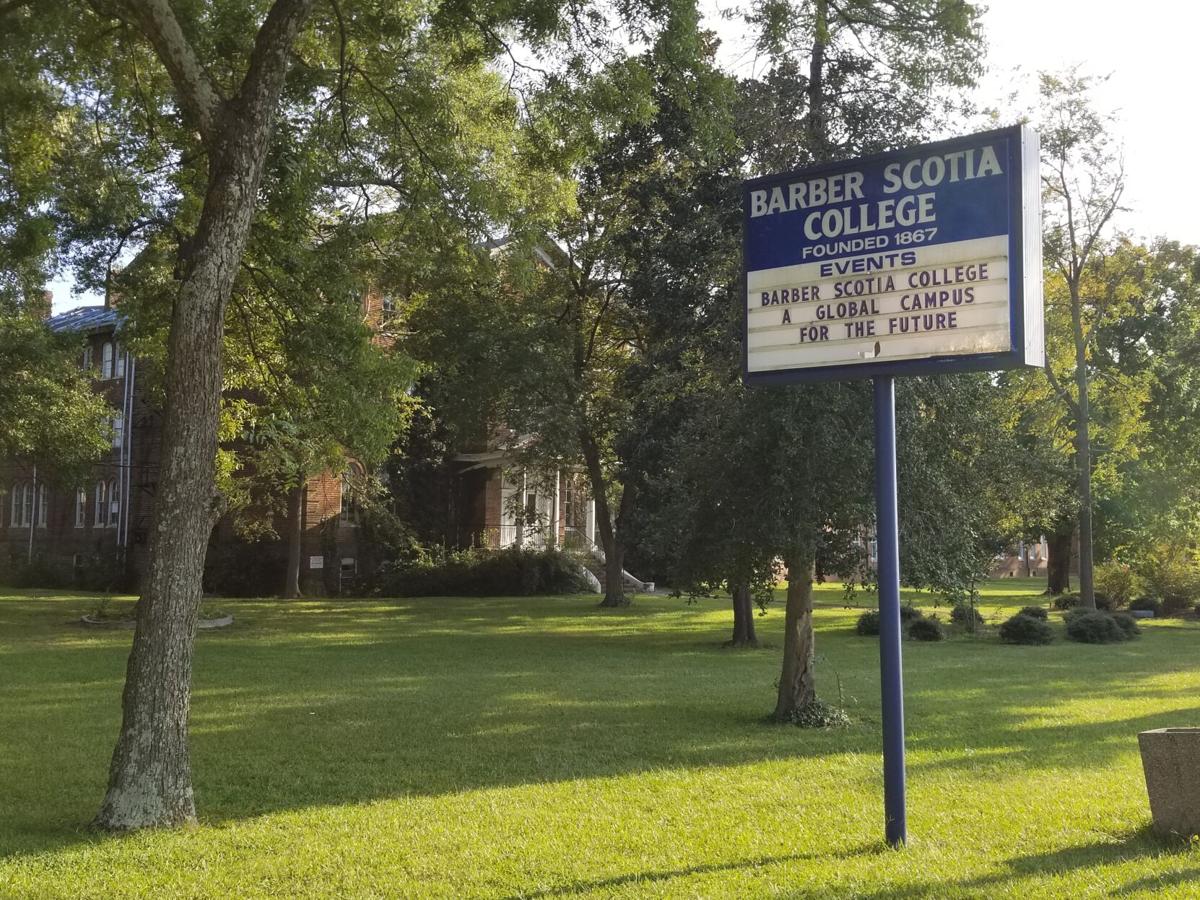 BARBER SCOTIA
COLLEGE
FOUNDED 1867
EVENTS
BARBER SCOTIA COLLEGE
A GLOBAL CAMPUS
FOR THE FUTURE